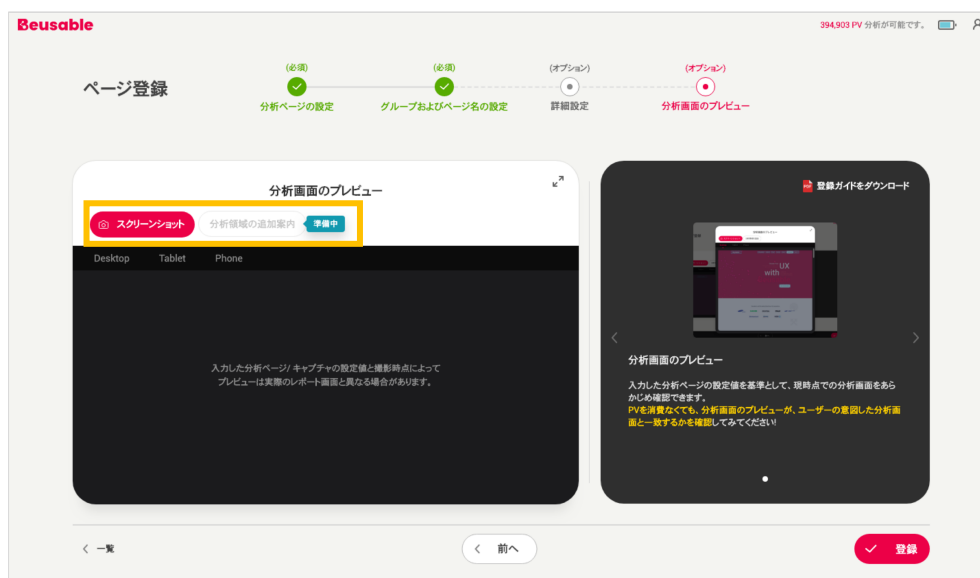 Beusable
394,903 PV 分析が可能です。
ページ登録
(必須)
分析ページの設定
(必須)
グループおよびページ名の設定
(オプション)
詳細設定
(オプション)
分析画面のプレビュー
分析画面のプレビュー
スクリーンショット
分析領域の追加案内
準備中
Desktop Tablet Phone
入力した分析ページ/ キャプチャの設定値と撮影時点によって
プレビューは実際のレポート画面と異なる場合があります。
登録ガイドをダウンロード
UX
with
分析画面のプレビュー
入力した分析ページの設定値を基準として、現時点での分析画面をあら
かじめ確認できます。
PVを消費なくても、分析画面のプレビューが、ユーザーの意図した分析画
面と一致するかを確認してみてください!
一覧
前へ
登録